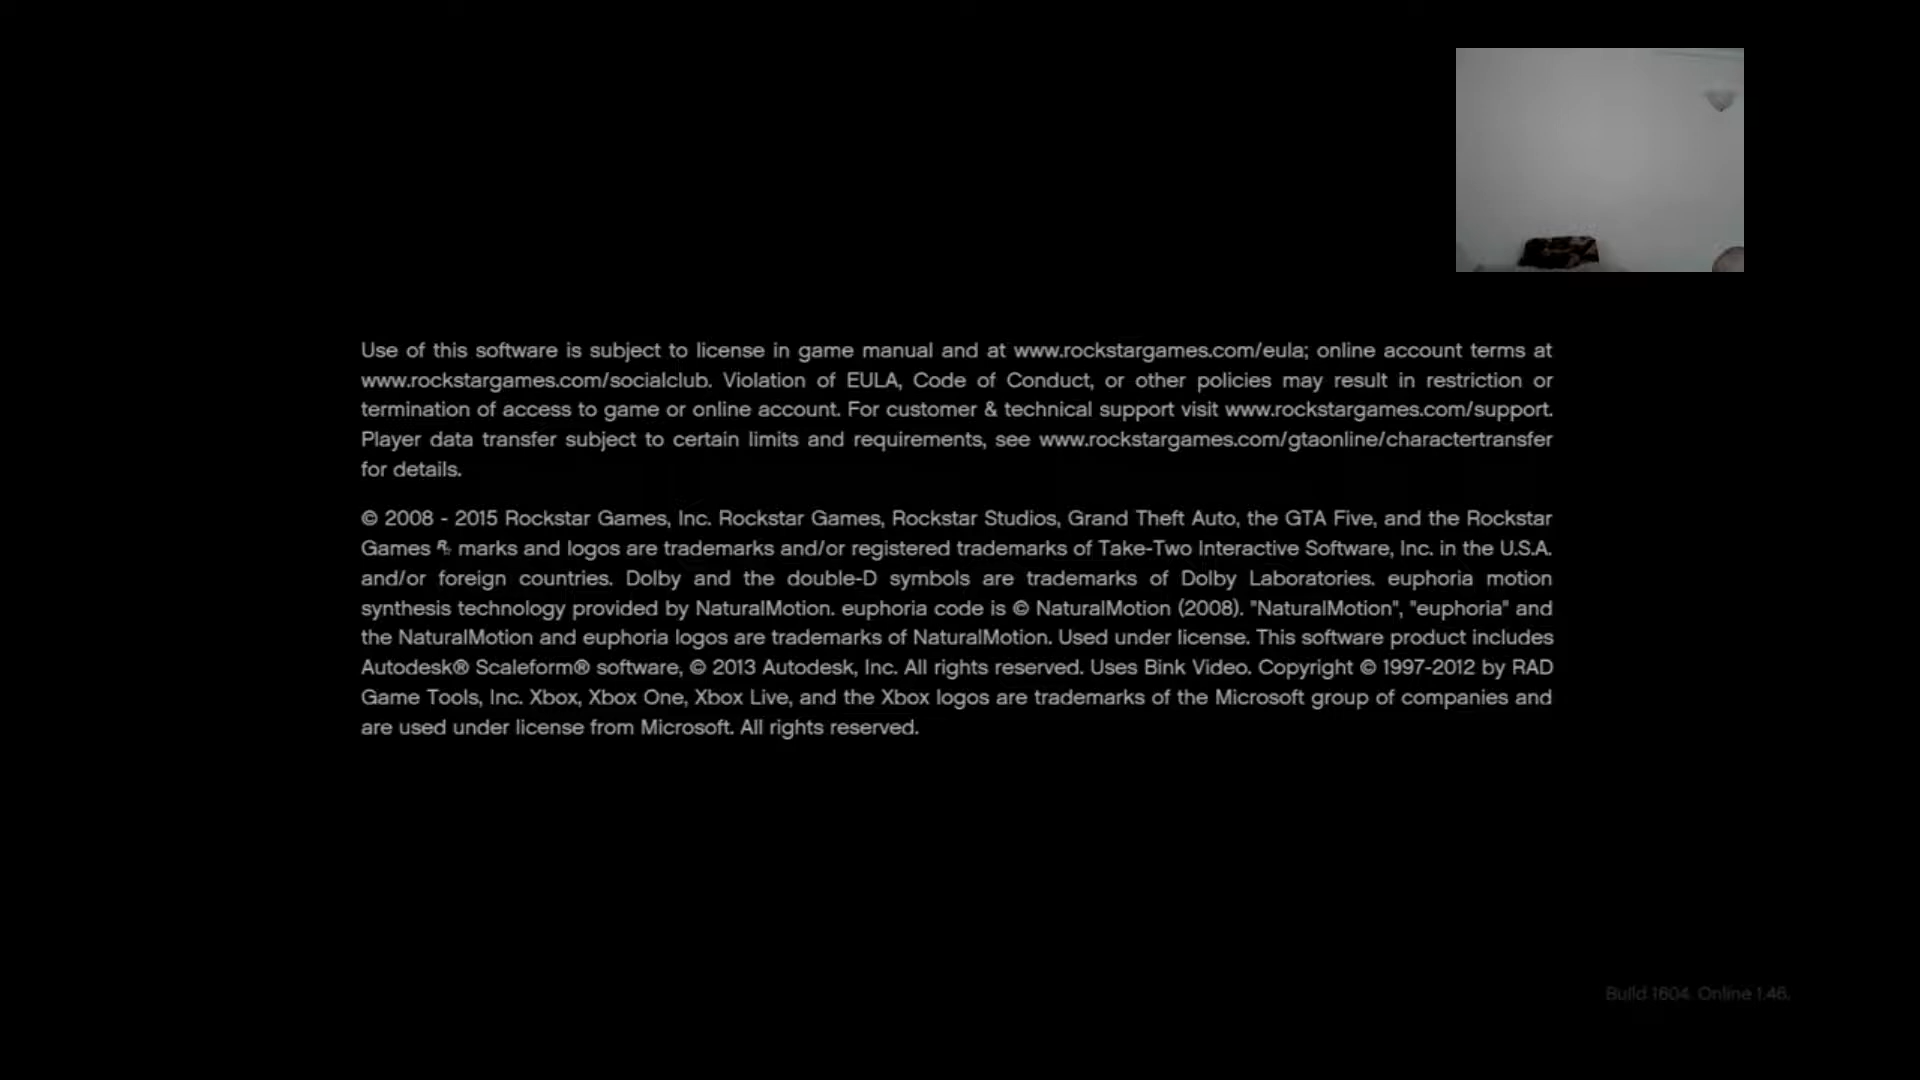 Use of this software is subject to license in game manual and at www.rockstargames.com/eula; online account terms at
www.rockstargames.com/socialclub. Violation of EULA, Code of Conduct, or other policies may result in restriction or
termination of access to game or online account. For customer & technical support visit www.rockstargames.com/support.
Player data transfer subject to certain limits and requirements, see www.rockstargames.com/gtaonline/charactertransfer
for details.
© 2008 - 2015 Rockstar Games, Inc. Rockstar Games, Rockstar Studios, Grand Theft Auto, the GTA Five, and the Rockstar
Games R* marks and logos are trademarks and/or registered trademarks of Take-Two Interactive Software, Inc. in the U.S.A.
and/or foreign countries. Dolby and the double-D symbols are trademarks of Dolby Laboratories. euphoria motion
synthesis technology provided by NaturalMotion. euphoria code is © NaturalMotion (2008). "NaturalMotion", "euphoria" and
the NaturalMotion and euphoria logos are trademarks of NaturalMotion. Used under license. This software product includes
Autodesk® Scaleform® software, © 2013 Autodesk, Inc. All rights reserved. Uses Bink Video. Copyright © 1997-2012 by RAD
Game Tools, Inc. Xbox, Xbox One, Xbox Live, and the Xbox logos are trademarks of the Microsoft group of companies and
are used under license from Microsoft. All rights reserved.
Build 1604. Online 1.46.